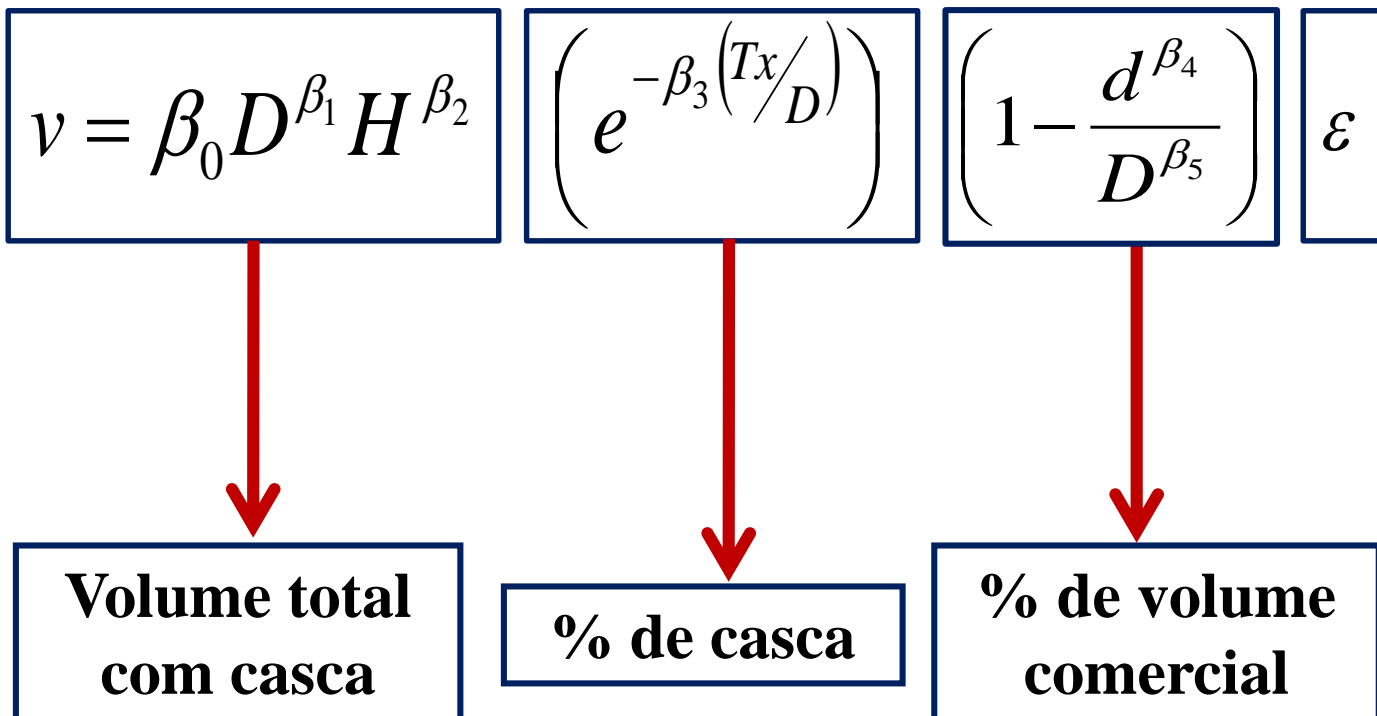 v = β₀D^β₁ H^β₂ (e^(-β₃(Tx/D))) (1 - d^β₄/D^β₅) ε
Volume total
com casca
% de casca
% de volume
comercial